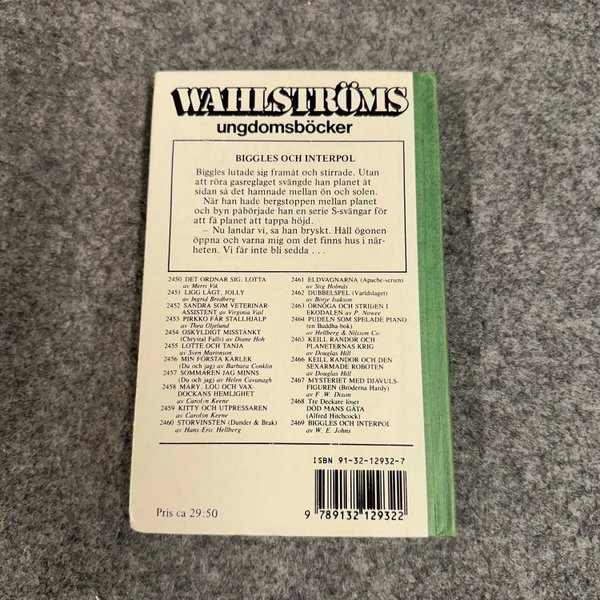 WAHLSTRÖMS
ungdomsböcker
BIGGLES OCH INTERPOL
Biggles lutade sig framåt och stirrade. Utan
att röra gasreglaget svängde han planet åt
sidan så det hamnade mellan ön och solen.
När han hade bergstoppen mellan planet
och byn påbörjade han en serie S-svängar för
att få planet att tappa höjd.
– Nu landar vi, sa han bryskt. Håll ögonen
öppna och varna mig om det finns hus i när-
heten. Vi får inte bli sedda . . .
2450 DET ORDNAR SIG, LOTTA
av Merri Vik
2451 LIGG LÅGT, JOLLY
av Ingrid Bredberg
2452 SANDRA SOM VETERINÄR-
ASSISTENT av Virginia Vail
2453 PIRKKO FÅR STALLHJÄLP
av Thea Oljelund
2454 OSKYLDIGT MISSTÄNKT
(Chrystal Falls) av Diane Hoh
2455 LOTTE OCH TANJA
av Sven Martinson
2456 MIN FÖRSTA KÄRLEK
(Du och jag) av Barbara Conklin
2457 SOMMAREN JAG MINNS
(Du och jag) av Helen Cavanagh
2458 MARY, LOU OCH VAX-
DOCKANS HEMLIGHET
av Carolyn Keene
2459 KITTY OCH UTPRESSAREN
av Carolyn Keene
2460 STORVINSTEN (Dunder & Brak)
av Hans-Eric Hellberg
2461 ELDVAGNARNA (Apache-serien)
av Stig Holmås
2462 DUBBELSPEL (Världslaget)
av Börje Isakson
2463 ÖRNÖGA OCH STRIDEN I
EKODALEN av P. Nowee
2464 PUDELN SOM SPELADE PIANO
(en Buddha-bok)
av Hellberg & Nilsson Co.
2465 KEILL RANDOR OCH
PLANETERNAS KRIG
av Douglas Hill
2466 KEILL RANDOR OCH DEN
SEXARMADE ROBOTEN
av Douglas Hill
2467 MYSTERIET MED DJÄVULS-
FIGUREN (Bröderna Hardy)
av F. W. Dixon
2468 Tre Deckare löser
DÖD MANS GÅTA
(Alfred Hitchcock)
2469 BIGGLES OCH INTERPOL
av W. E. Johns
ISBN 91-32-12932-7
9 789132 129322
Pris ca 29:50